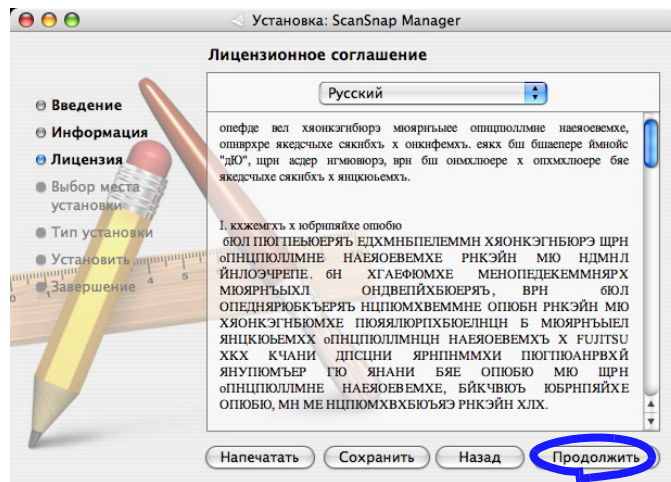 Установка: ScanSnap Manager
Лицензионное соглашение
Русский
Введение
Информация
Лицензия
Выбор места
установки
Тип установки
Установить
Завершение
опефде вел хяонкэгнбюрэ мюярнъыее опнцпюллмне наеяоевемхе,
опнврхре якедсчыхе сякнбхъ х онкнфемхъ. еякх бш бшаепере ймнойс
"дЮ", щрн асдер нгмювюрэ, врн бш онмхлюере х опхмхлюере бяе
якедсчыхе сякнбхъ х янцкюьемхъ.
I. кхжемгхъ х юбрнпяйхе опюбю
бЮЛ ПЮГПЕЬЮЕРЯЪ ЕДХМНБПЕЛЕММН ХЯОНКЭГНБЮРЭ ЩРН
оПНЦПЮЛЛМНЕ НАЕЯОЕВЕМХЕ РНКЭЙН МЮ НДМНЛ
ЙНЛОЭЧРЕПЕ. бН ХГАЕФЮМХЕ МЕНОПЕДЕКЕММНЯРХ
МЮЯРНЪЫХЛ ОНДВЕПЙХБЮЕРЯЪ, ВРН бЮЛ
ОПЕДНЯРЮБКЪЕРЯЪ НЦПЮМХВЕММНЕ ОПЮБН РНКЭЙН МЮ
ХЯОНКЭГНБЮМХЕ ПЮЯЯЛЮРПХБЮЕЛНЦН Б МЮЯРНЪЫЕЛ
ЯНЦКЮЬЕМХХ оПНЦПЮЛЛМНЦН НАЕЯОЕВЕМХЪ Х FUJITSU
ХКХ КЧАНИ ДПСЦНИ ЯРНПНММХИ ПЮГПЮАНРВХЙ
ЯНУПЮМЪЕР ГЮ ЯНАНИ БЯЕ ОПЮБЮ МЮ ЩРН
оПНЦПЮЛЛМНЕ НАЕЯОЕВЕМХЕ, БЙКЧВЮЪ ЮБРНПЯЙХЕ
ОПЮБЮ, МН МЕ НЦПЮМХВХБЮЪЯЭ РНКЭЙН ХЛХ.
Напечатать Сохранить Назад Продолжить